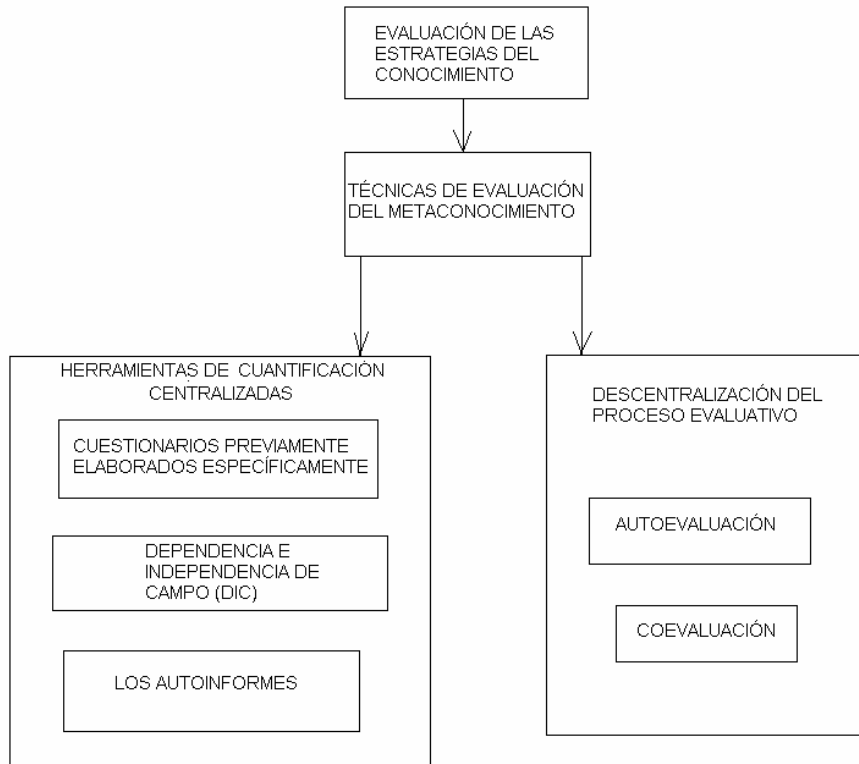 EVALUACIÓN DE LAS
ESTRATEGIAS DEL
CONOCIMIENTO
TÉCNICAS DE EVALUACIÓN
DEL METACONOCIMIENTO
HERRAMIENTAS DE CUANTIFICACIÓN
CENTRALIZADAS
CUESTIONARIOS PREVIAMENTE
ELABORADOS ESPECÍFICAMENTE
DEPENDENCIA E
INDEPENDENCIA DE
CAMPO (DIC)
LOS AUTOINFORMES
DESCENTRALIZACIÓN DEL
PROCESO EVALUATIVO
AUTOEVALUACIÓN
COEVALUACIÓN